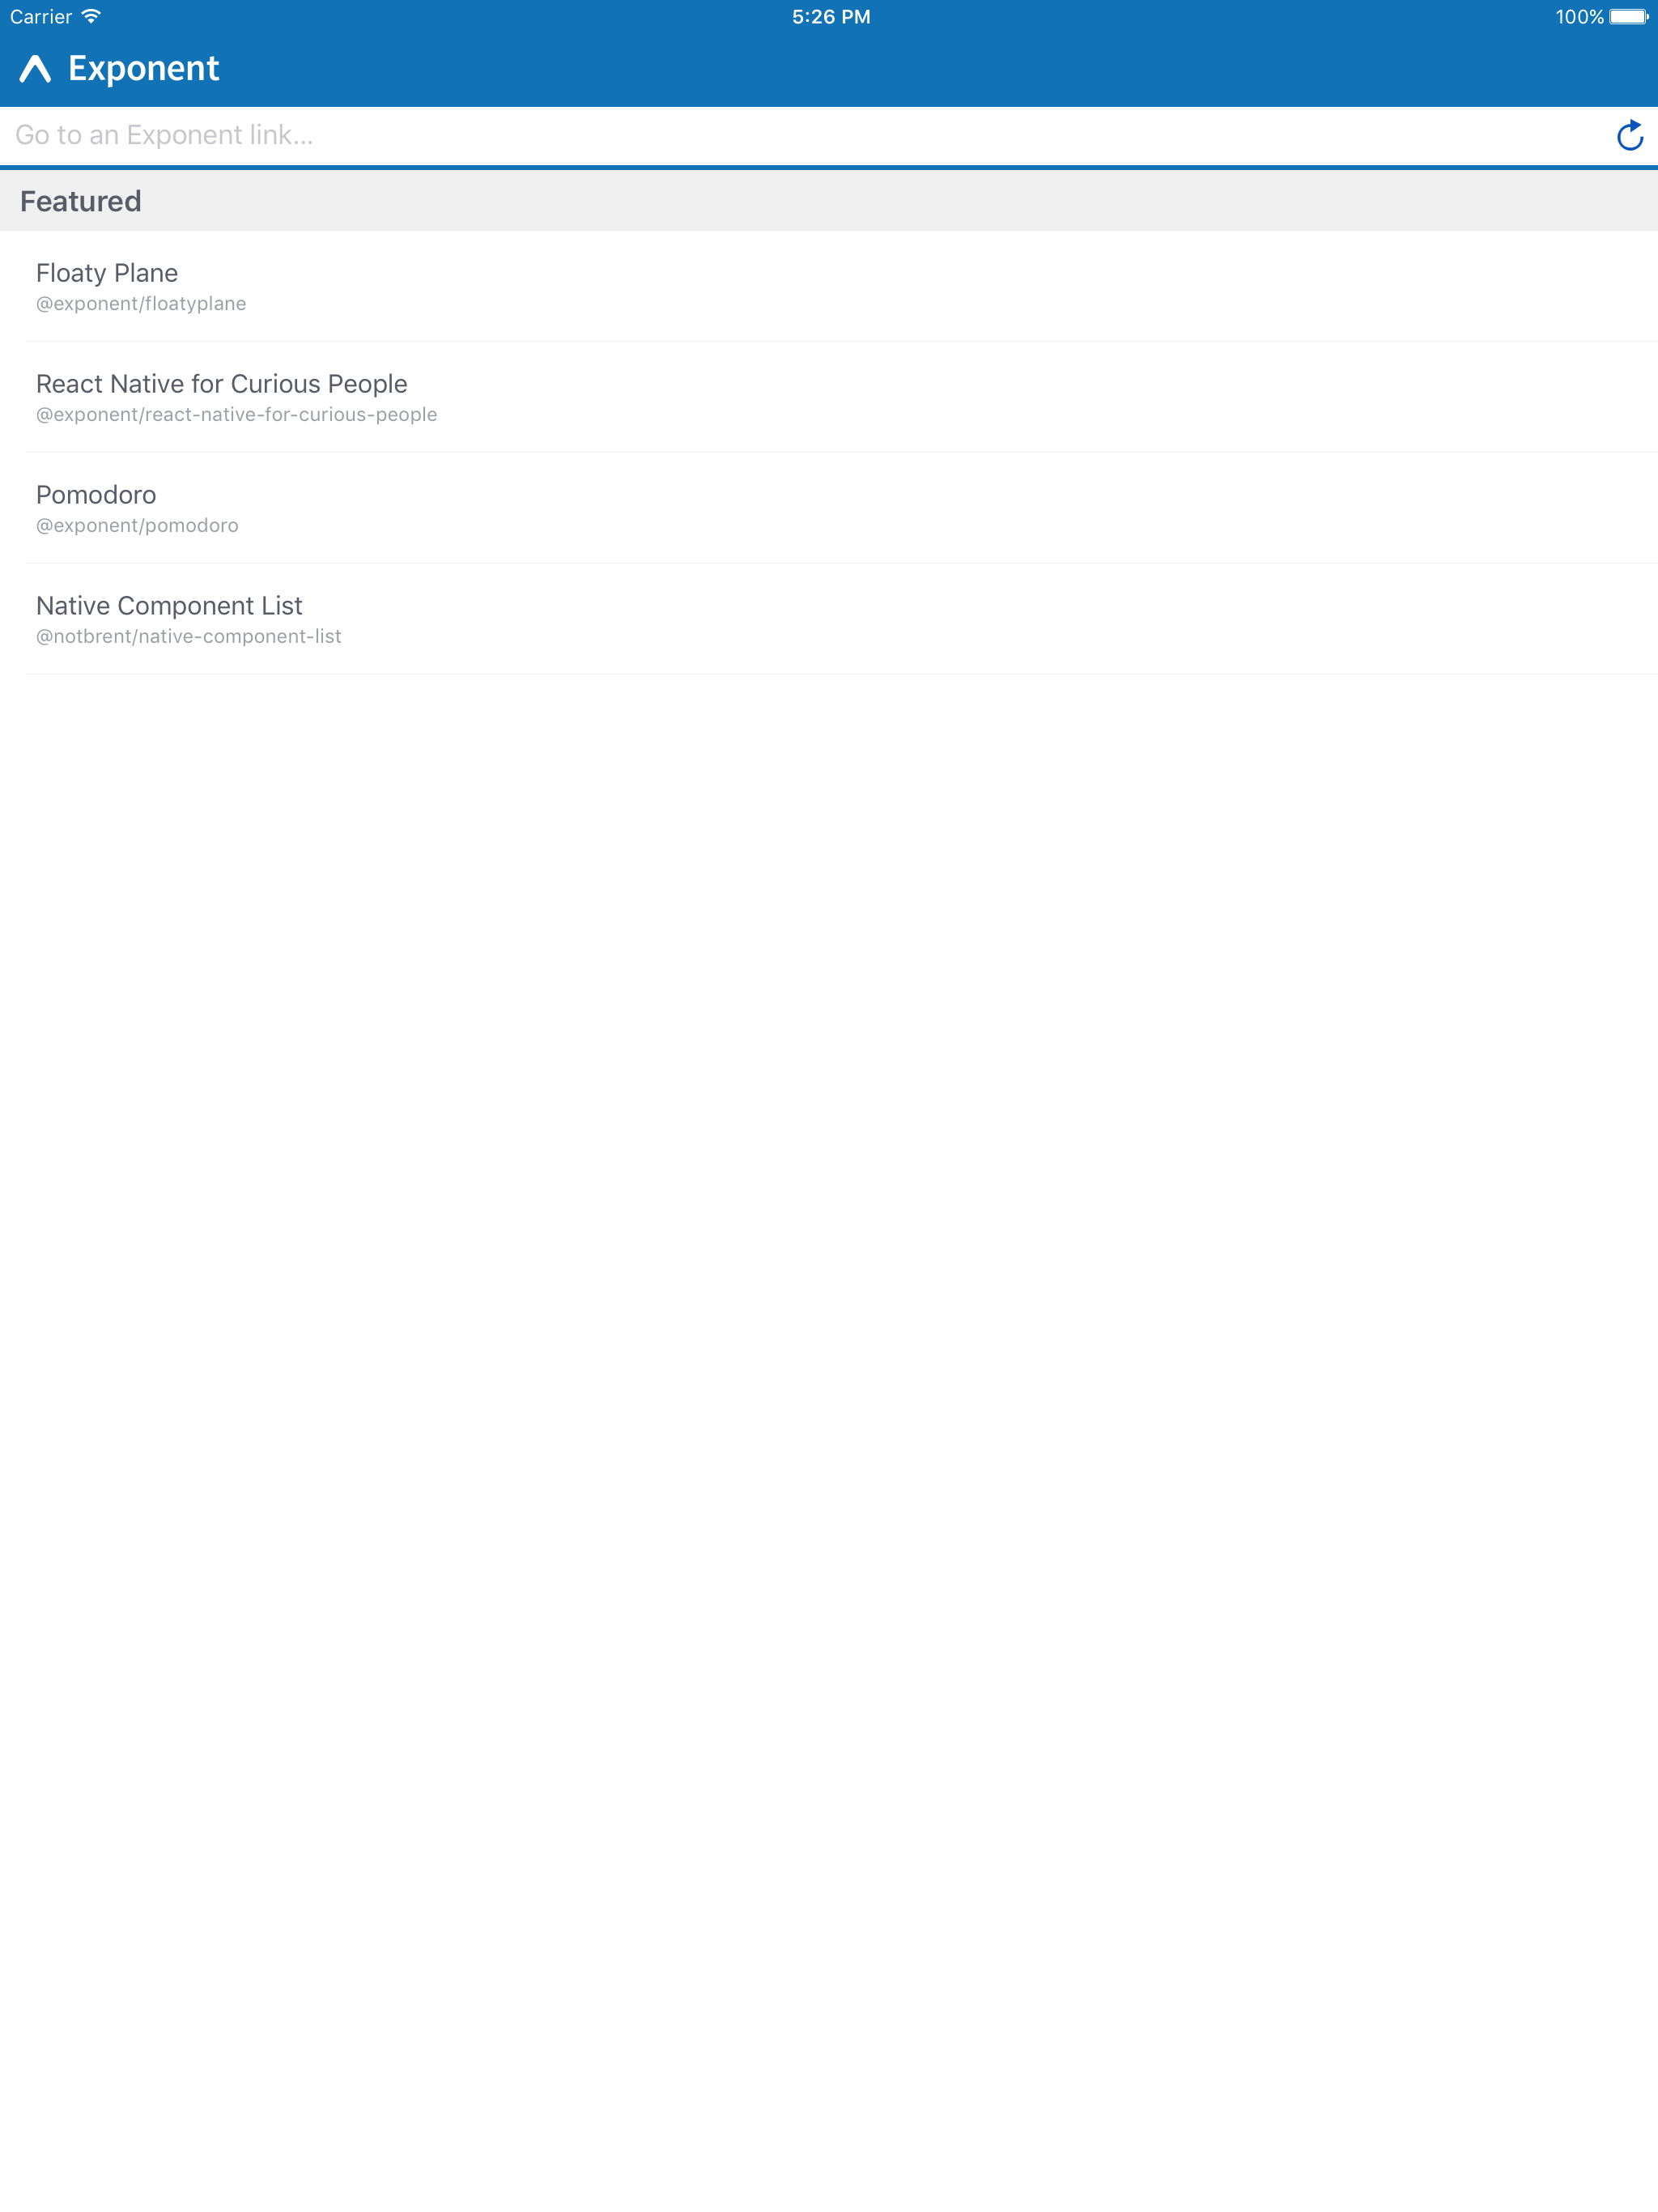 Carrier 5:26 PM 100%
Exponent
Go to an Exponent link...
Featured
Floaty Plane
@exponent/floatyplane
React Native for Curious People
@exponent/react-native-for-curious-people
Pomodoro
@exponent/pomodoro
Native Component List
@notbrent/native-component-list